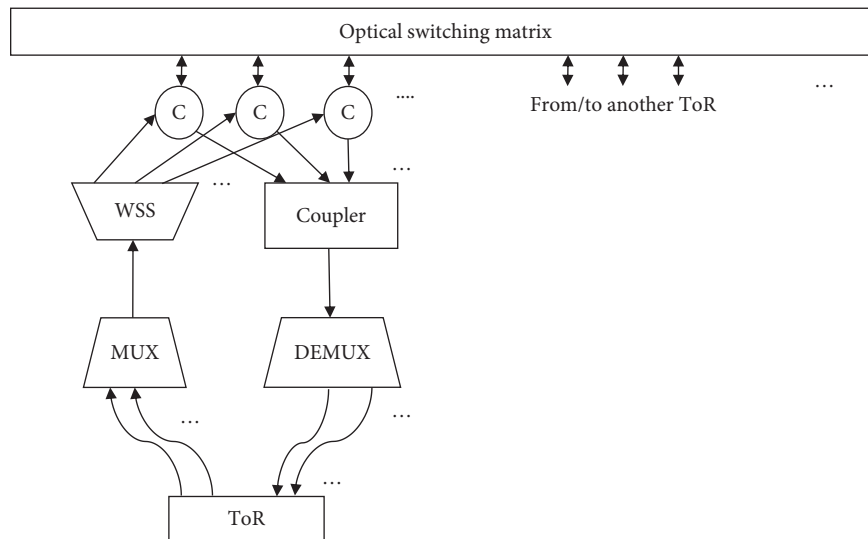 Optical switching matrix
....
…
C
C
C
From/to another ToR
…
…
WSS
Coupler
MUX
DEMUX
…
…
…
ToR